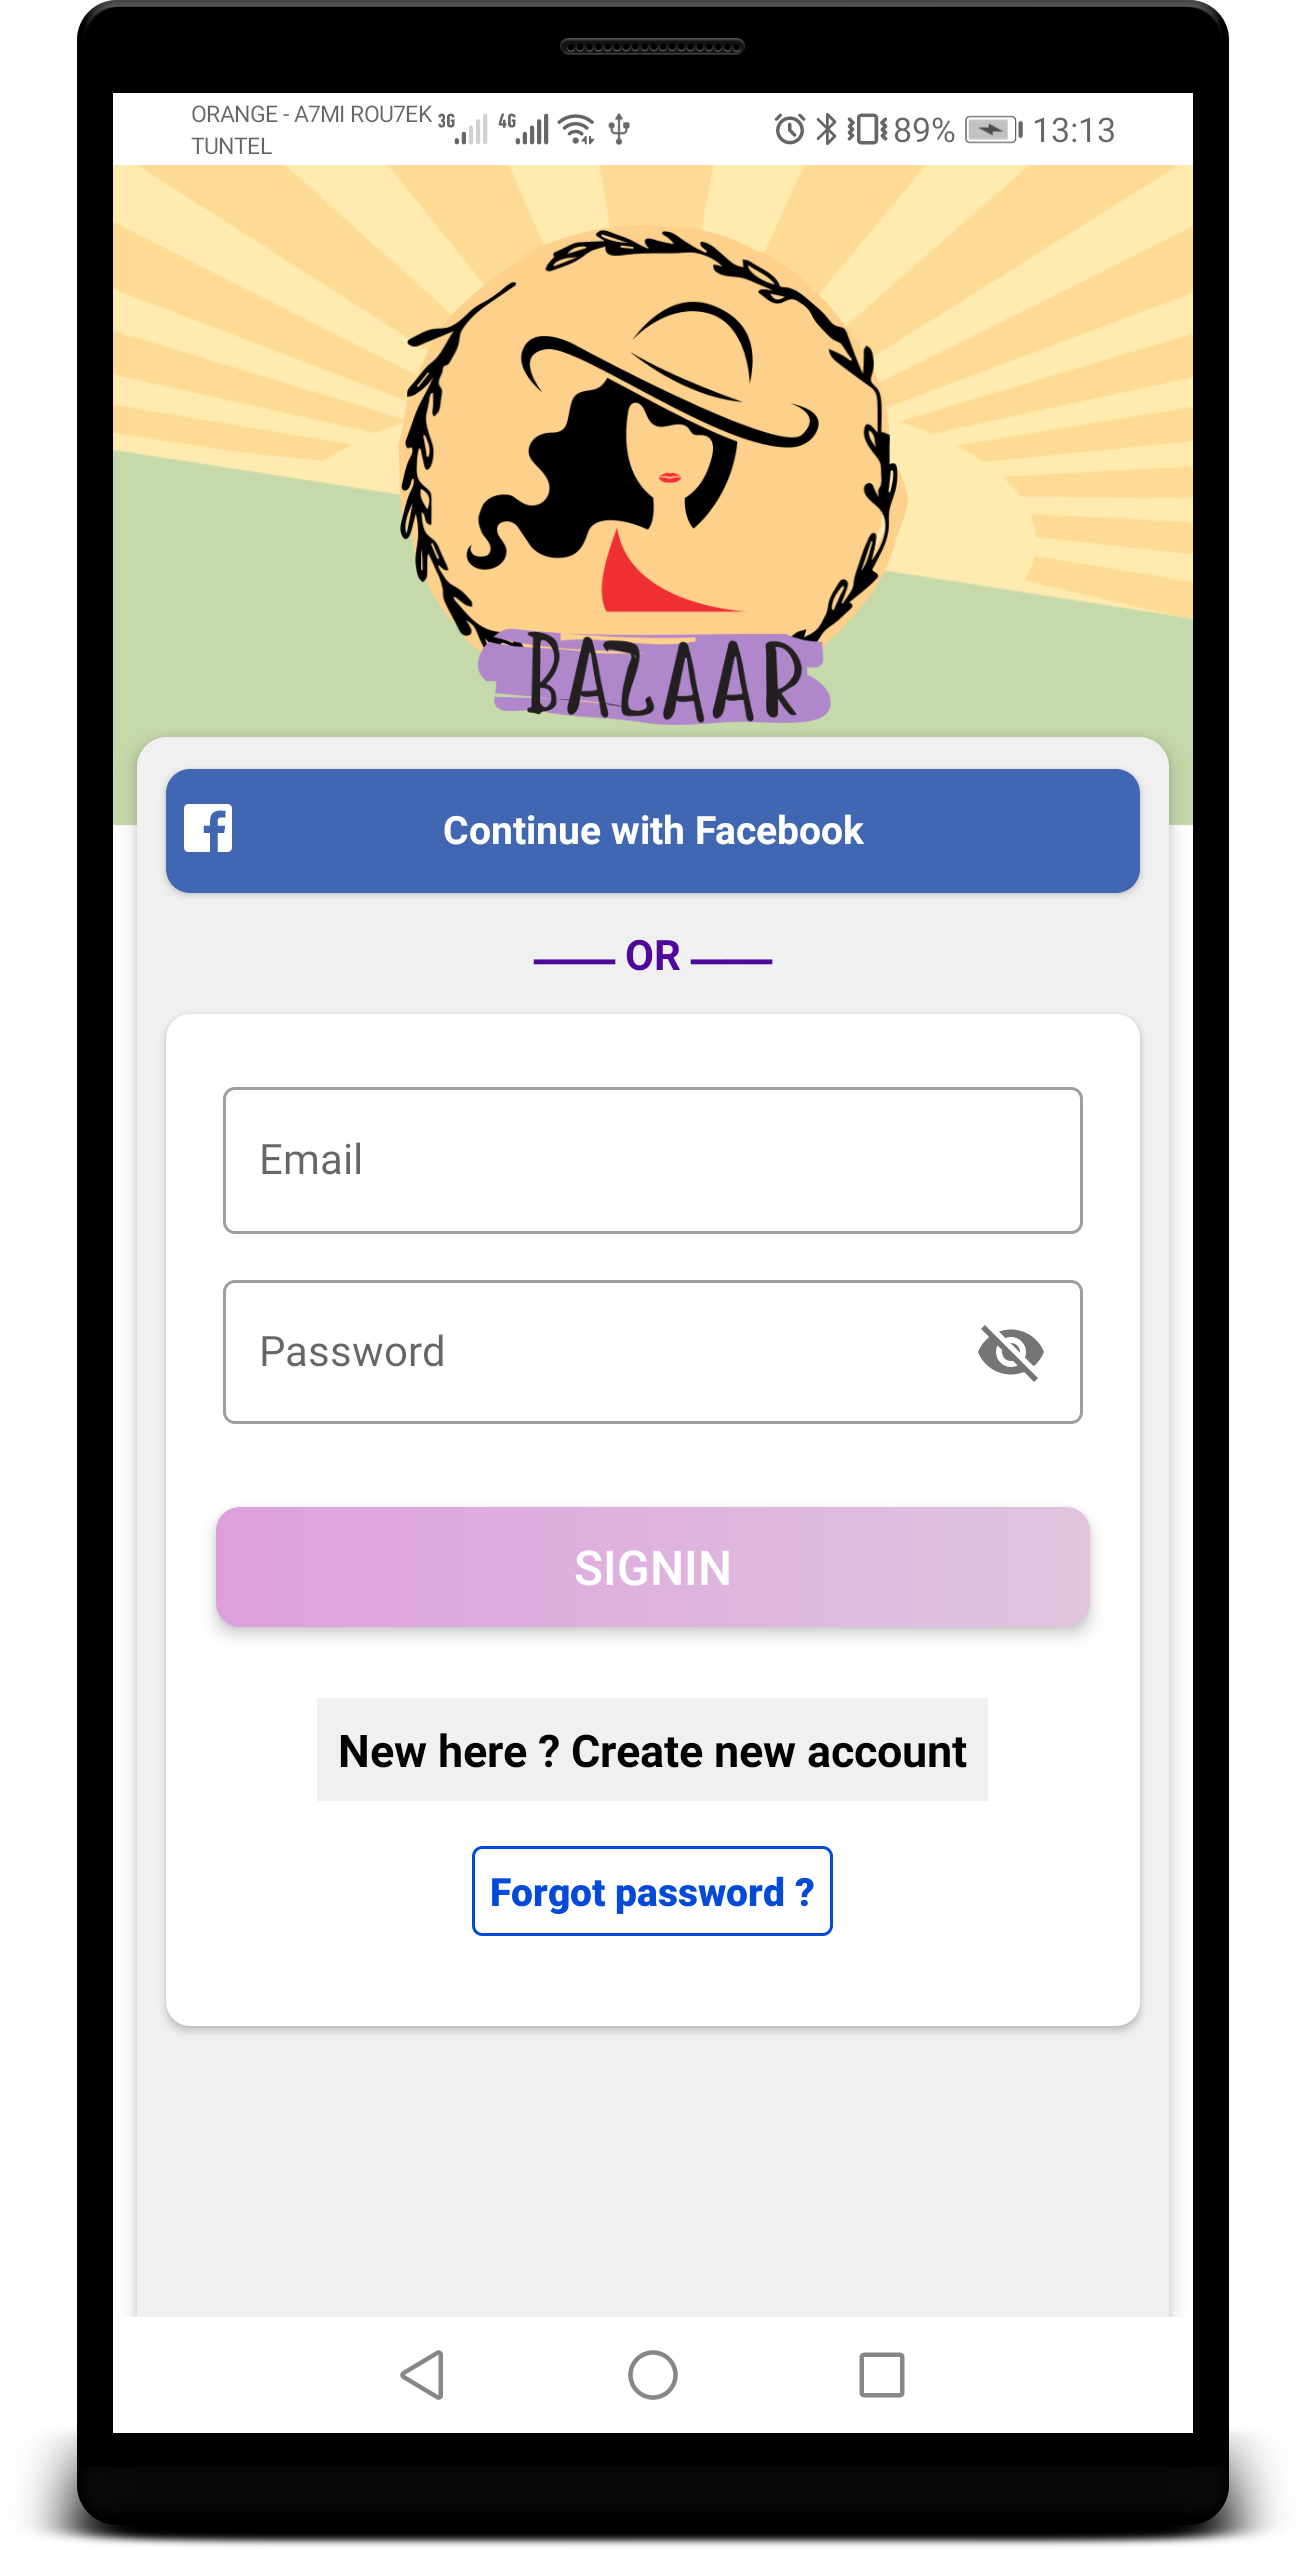 ORANGE - A7MI ROU7EK
TUNTEL
3G
4G
89%
13:13
BAZAAR
Continue with Facebook
OR
Email
Password
SIGNIN
New here ? Create new account
Forgot password ?